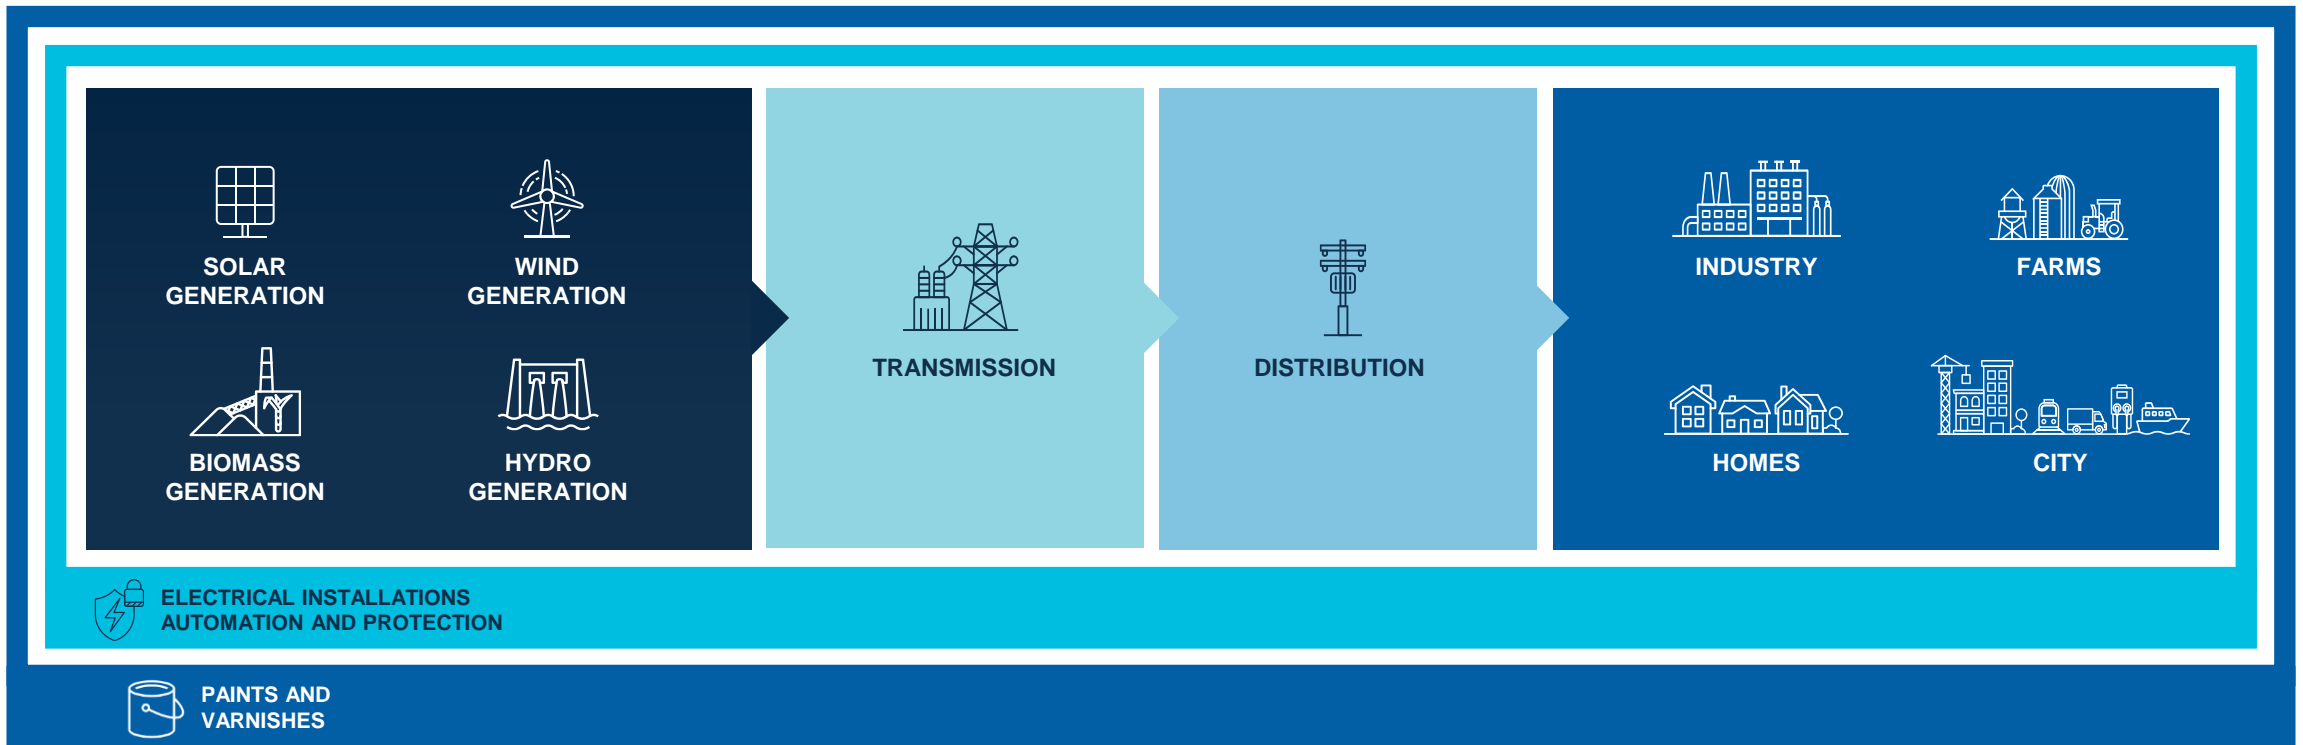 SOLAR
GENERATION
WIND
GENERATION
BIOMASS
GENERATION
HYDRO
GENERATION
TRANSMISSION
DISTRIBUTION
INDUSTRY
FARMS
HOMES
CITY
ELECTRICAL INSTALLATIONS
AUTOMATION AND PROTECTION
PAINTS AND
VARNISHES